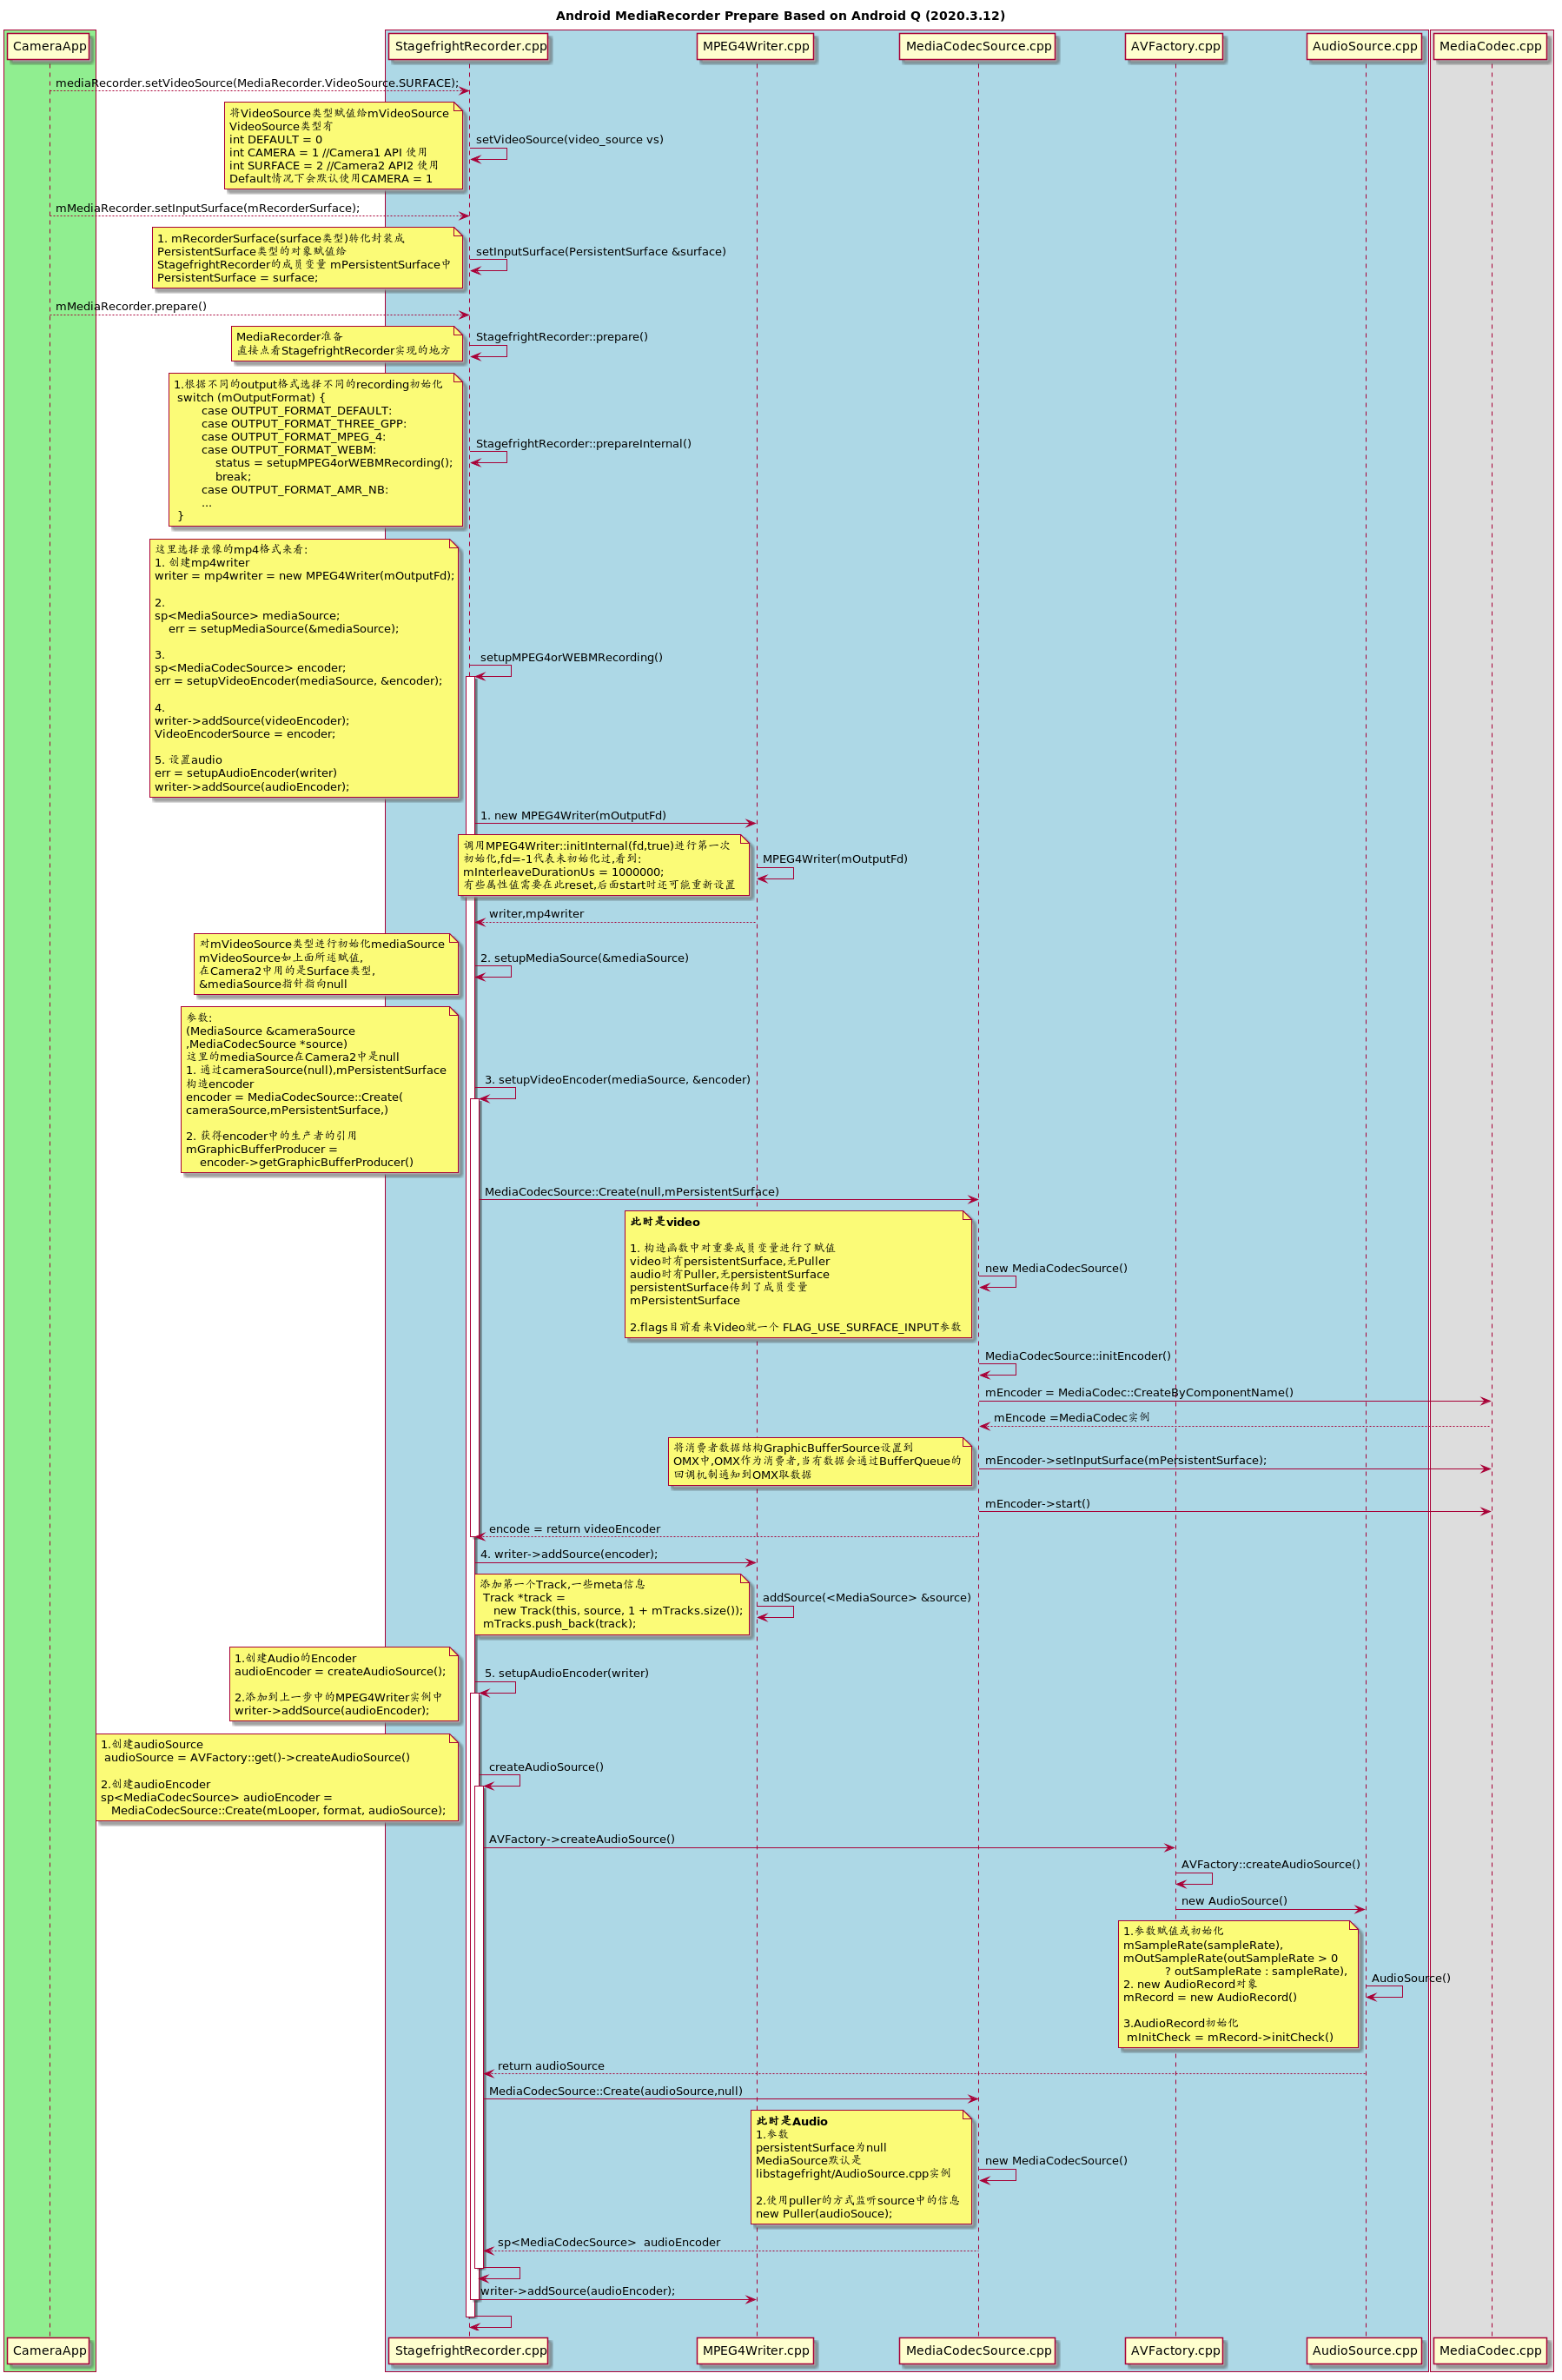 Android MediaRecorder Prepare Based on Android Q (2020.3.12)
CameraApp
StagefrightRecorder.cpp
MPEG4Writer.cpp
MediaCodecSource.cpp
AVFactory.cpp
AudioSource.cpp
MediaCodec.cpp
mediaRecorder.setVideoSource(MediaRecorder.VideoSource.SURFACE);
将VideoSource类型赋值给mVideoSource
VideoSource类型有
int DEFAULT = 0
int CAMERA = 1 //Camera1 API 使用
int SURFACE = 2 //Camera2 API2 使用
Default情况下会默认使用CAMERA = 1
setVideoSource(video_source vs)
mMediaRecorder.setInputSurface(mRecorderSurface);
1. mRecorderSurface(surface类型)转化封装成
PersistentSurface类型的对象赋值给
StagefrightRecorder的成员变量 mPersistentSurface中
PersistentSurface = surface;
setInputSurface(PersistentSurface &surface)
mMediaRecorder.prepare()
MediaRecorder准备
直接点看StagefrightRecorder实现的地方
StagefrightRecorder::prepare()
1.根据不同的output格式选择不同的recording初始化
switch (mOutputFormat) {
case OUTPUT_FORMAT_DEFAULT:
case OUTPUT_FORMAT_THREE_GPP:
case OUTPUT_FORMAT_MPEG_4:
case OUTPUT_FORMAT_WEBM:
status = setupMPEG4orWEBMRecording();
break;
case OUTPUT_FORMAT_AMR_NB:
...
}
StagefrightRecorder::prepareInternal()
这里选择录像的mp4格式来看:
1. 创建mp4writer
writer = mp4writer = new MPEG4Writer(mOutputFd);
2.
sp<MediaSource> mediaSource;
err = setupMediaSource(&mediaSource);
3.
sp<MediaCodecSource> encoder;
err = setupVideoEncoder(mediaSource, &encoder);
4.
writer->addSource(videoEncoder);
VideoEncoderSource = encoder;
5. 设置audio
err = setupAudioEncoder(writer)
writer->addSource(audioEncoder);
setupMPEG4orWEBMRecording()
1. new MPEG4Writer(mOutputFd)
调用MPEG4Writer::initInternal(fd,true)进行第一次
初始化,fd=-1代表未初始化过,看到:
mInterleaveDurationUs = 1000000;
有些属性值需要在此reset,后面start时还可能重新设置
MPEG4Writer(mOutputFd)
writer,mp4writer
对mVideoSource类型进行初始化mediaSource
mVideoSource如上面所述赋值,
在Camera2中用的是Surface类型,
&mediaSource指针指向null
2. setupMediaSource(&mediaSource)
参数:
(MediaSource &cameraSource
,MediaCodecSource *source)
这里的mediaSource在Camera2中是null
1. 通过cameraSource(null),mPersistentSurface
构造encoder
encoder = MediaCodecSource::Create(
cameraSource,mPersistentSurface,)
2. 获得encoder中的生产者的引用
mGraphicBufferProducer =
encoder->getGraphicBufferProducer()
3. setupVideoEncoder(mediaSource, &encoder)
MediaCodecSource::Create(null,mPersistentSurface)
此时是video
1. 构造函数中对重要成员变量进行了赋值
video时有persistentSurface,无Puller
audio时有Puller,无persistentSurface
persistentSurface传到了成员变量
mPersistentSurface
2.flags目前看来Video就一个 FLAG_USE_SURFACE_INPUT参数
new MediaCodecSource()
MediaCodecSource::initEncoder()
mEncoder = MediaCodec::CreateByComponentName()
mEncode =MediaCodec实例
将消费者数据结构GraphicBufferSource设置到
OMX中,OMX作为消费者,当有数据会通过BufferQueue的
回调机制通知到OMX取数据
mEncoder->setInputSurface(mPersistentSurface);
mEncoder->start()
encode = return videoEncoder
4. writer->addSource(encoder);
添加第一个Track,一些meta信息
Track *track =
new Track(this, source, 1 + mTracks.size());
mTracks.push_back(track);
addSource(<MediaSource> &source)
1.创建Audio的Encoder
audioEncoder = createAudioSource();
2.添加到上一步中的MPEG4Writer实例中
writer->addSource(audioEncoder);
5. setupAudioEncoder(writer)
1.创建audioSource
audioSource = AVFactory::get()->createAudioSource()
2.创建audioEncoder
sp<MediaCodecSource> audioEncoder =
MediaCodecSource::Create(mLooper, format, audioSource);
createAudioSource()
AVFactory->createAudioSource()
AVFactory::createAudioSource()
new AudioSource()
1.参数赋值或初始化
mSampleRate(sampleRate),
mOutSampleRate(outSampleRate > 0
? outSampleRate : sampleRate),
2. new AudioRecord对象
mRecord = new AudioRecord()
3.AudioRecord初始化
mInitCheck = mRecord->initCheck()
AudioSource()
return audioSource
MediaCodecSource::Create(audioSource,null)
此时是Audio
1.参数
persistentSurface为null
MediaSource默认是
libstagefright/AudioSource.cpp实例
2.使用puller的方式监听source中的信息
new Puller(audioSouce);
new MediaCodecSource()
sp<MediaCodecSource>  audioEncoder
writer->addSource(audioEncoder);
CameraApp
StagefrightRecorder.cpp
MPEG4Writer.cpp
MediaCodecSource.cpp
AVFactory.cpp
AudioSource.cpp
MediaCodec.cpp